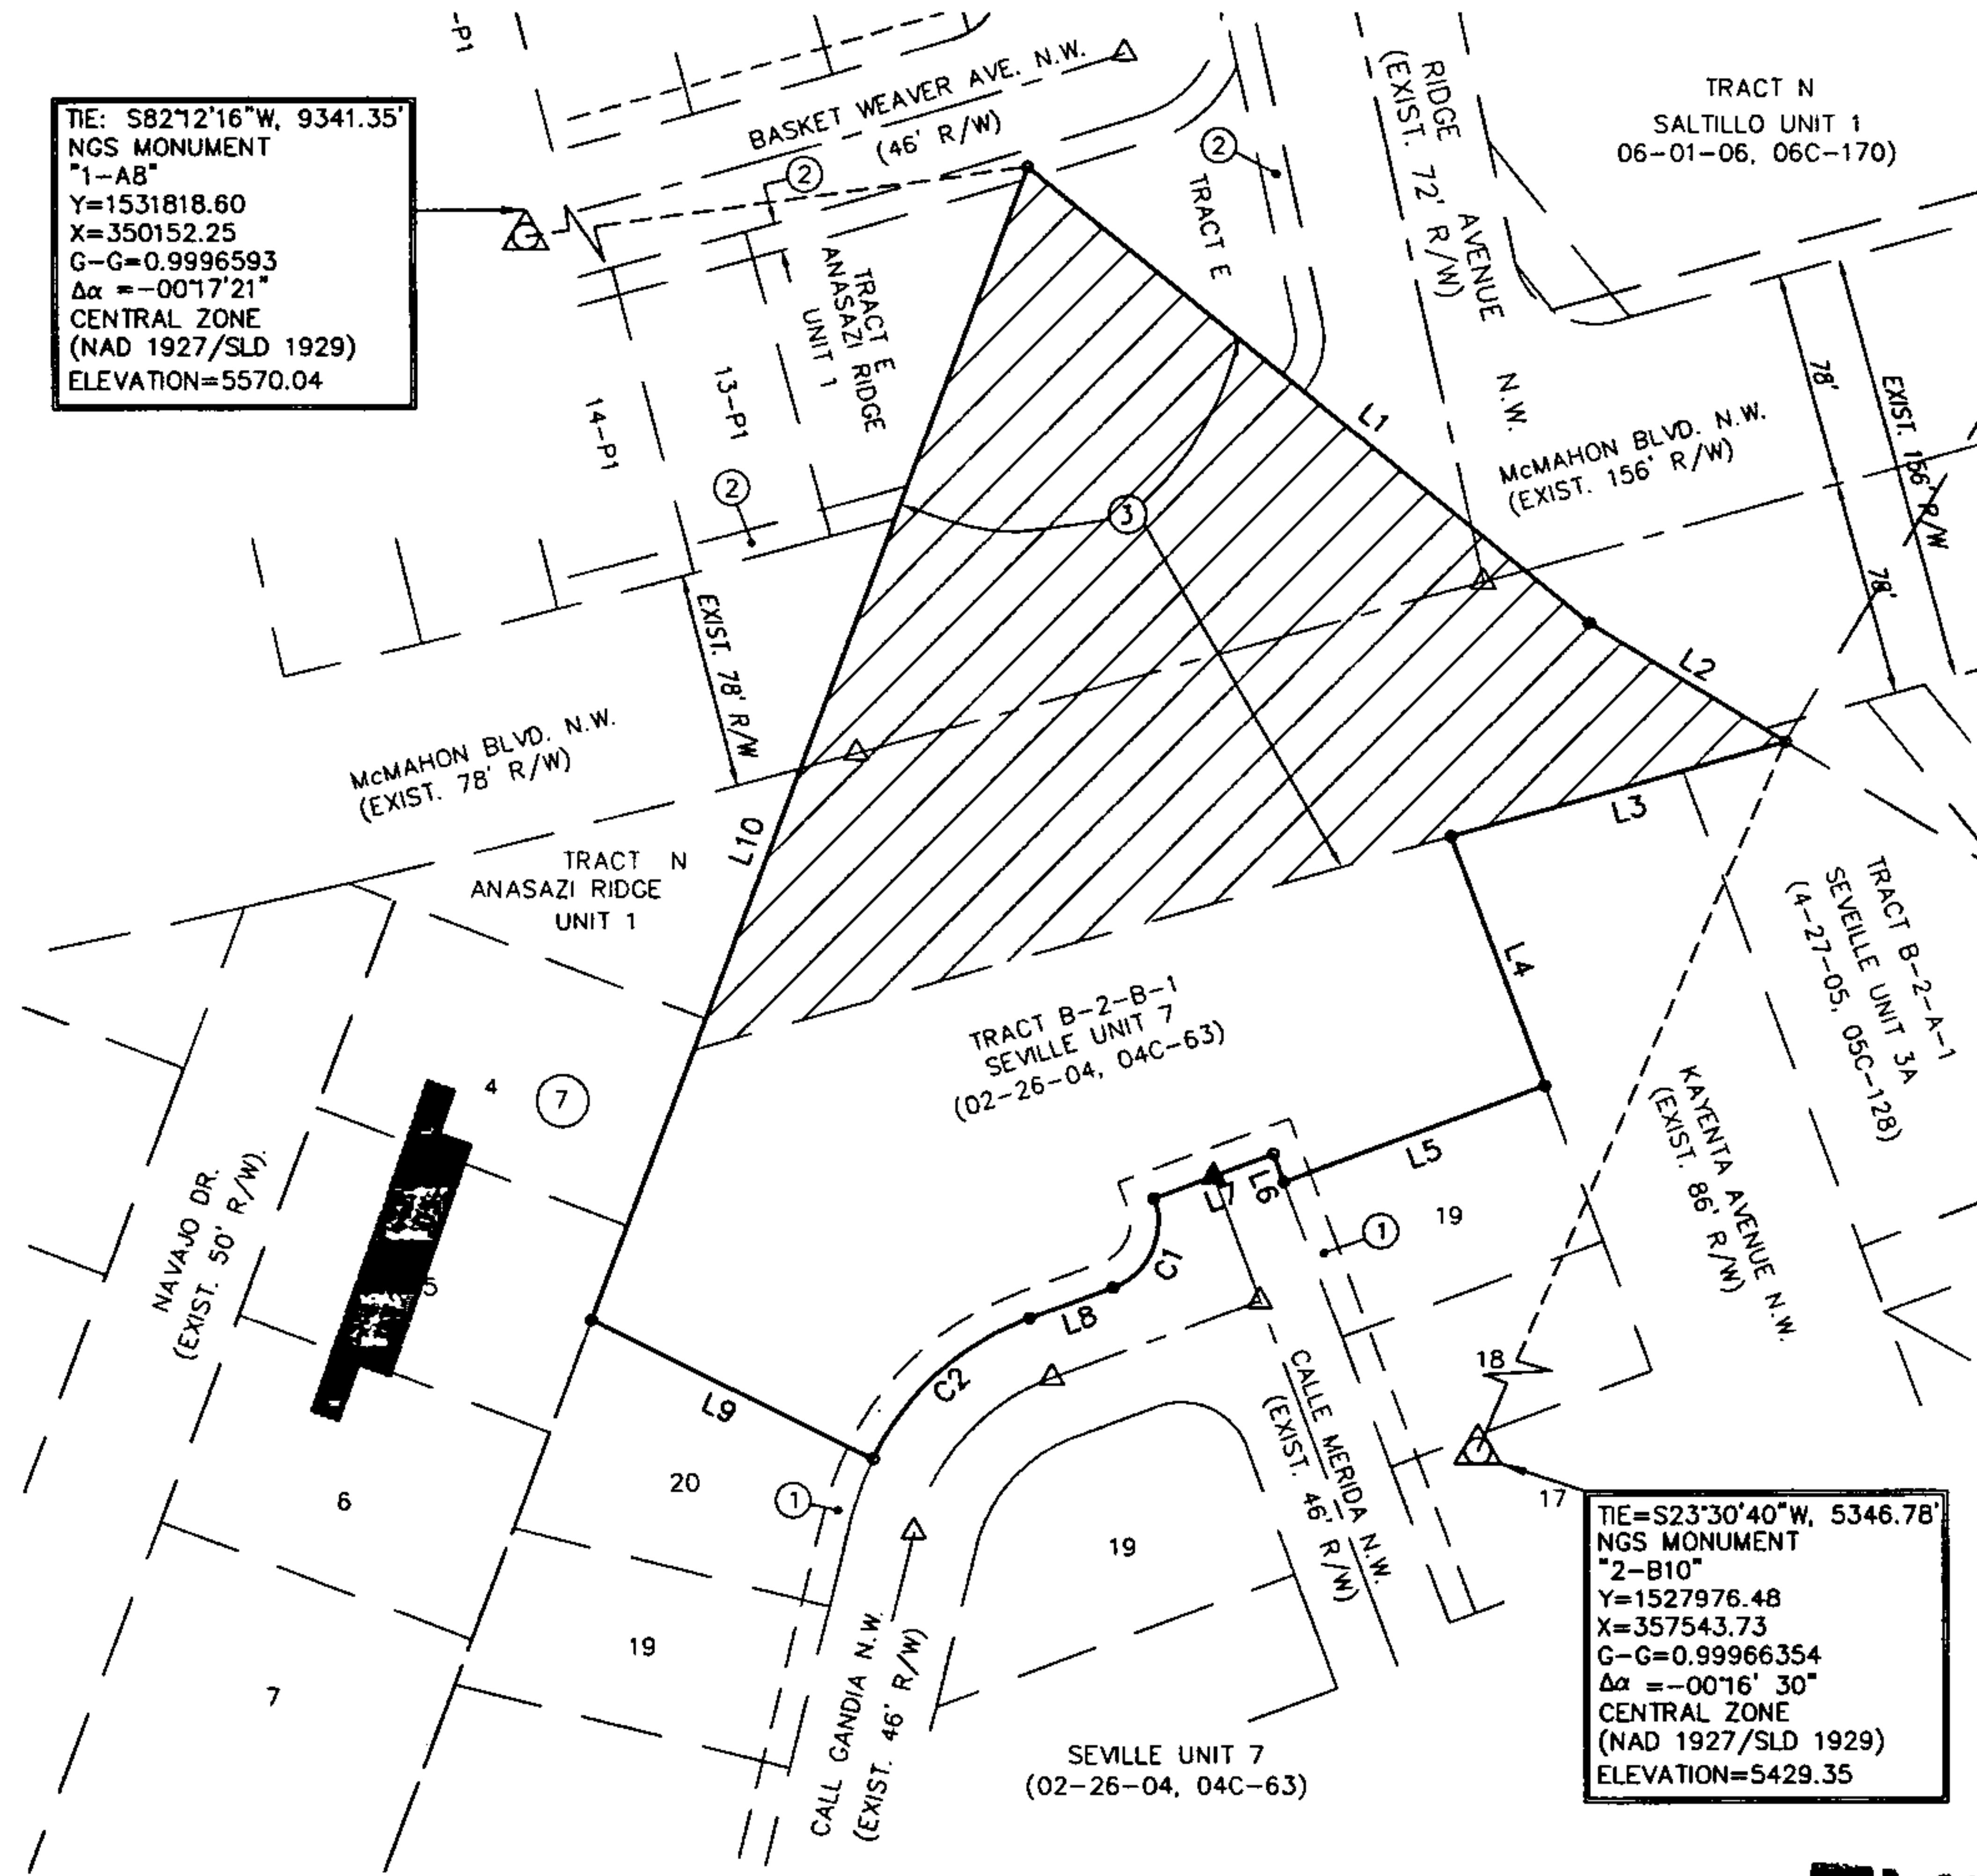 -P1
BASKET WEAVER AVE. N.W.
(46' R/W)
TIE: S82°12'16"W, 9341.35'
NGS MONUMENT
"1-A8"
Y=1531818.60
X=350152.25
G-G=0.9996593
Δα =-00°17'21"
CENTRAL ZONE
(NAD 1927/SLD 1929)
ELEVATION=5570.04
2
2
TRACT E
RIDGE AVENUE N.W.
(EXIST. 72' R/W)
TRACT N
SALTILLO UNIT 1
06-01-06, 06C-170)
TRACT E
ANASAZI RIDGE
UNIT 1
13-P1
14-P1
2
3
L1
McMAHON BLVD. N.W.
(EXIST. 156' R/W)
78'
EXIST. 156' R/W
78'
EXIST. 78' R/W
L2
McMAHON BLVD. N.W.
(EXIST. 78' R/W)
L10
L3
TRACT N
ANASAZI RIDGE
UNIT 1
L4
TRACT B-2-A-1
SEVEILLE UNIT 3A
(4-27-05, 05C-128)
TRACT B-2-B-1
SEVILLE UNIT 7
(02-26-04, 04C-63)
4
7
KAYENTA AVENUE N.W.
(EXIST. 86' R/W)
L5
L6
L7
NAVAJO DR.
(EXIST. 50' R/W).
5
C1
1
19
L8
C2
L9
CALLE MERIDA N.W.
(EXIST. 46' R/W)
18
17
6
20
1
19
19
7
CALL GANDIA N.W.
(EXIST. 46' R/W)
TIE=S23°30'40"W, 5346.78'
NGS MONUMENT
"2-B10"
Y=1527976.48
X=357543.73
G-G=0.99966354
Δα =-00°16' 30"
CENTRAL ZONE
(NAD 1927/SLD 1929)
ELEVATION=5429.35
SEVILLE UNIT 7
(02-26-04, 04C-63)